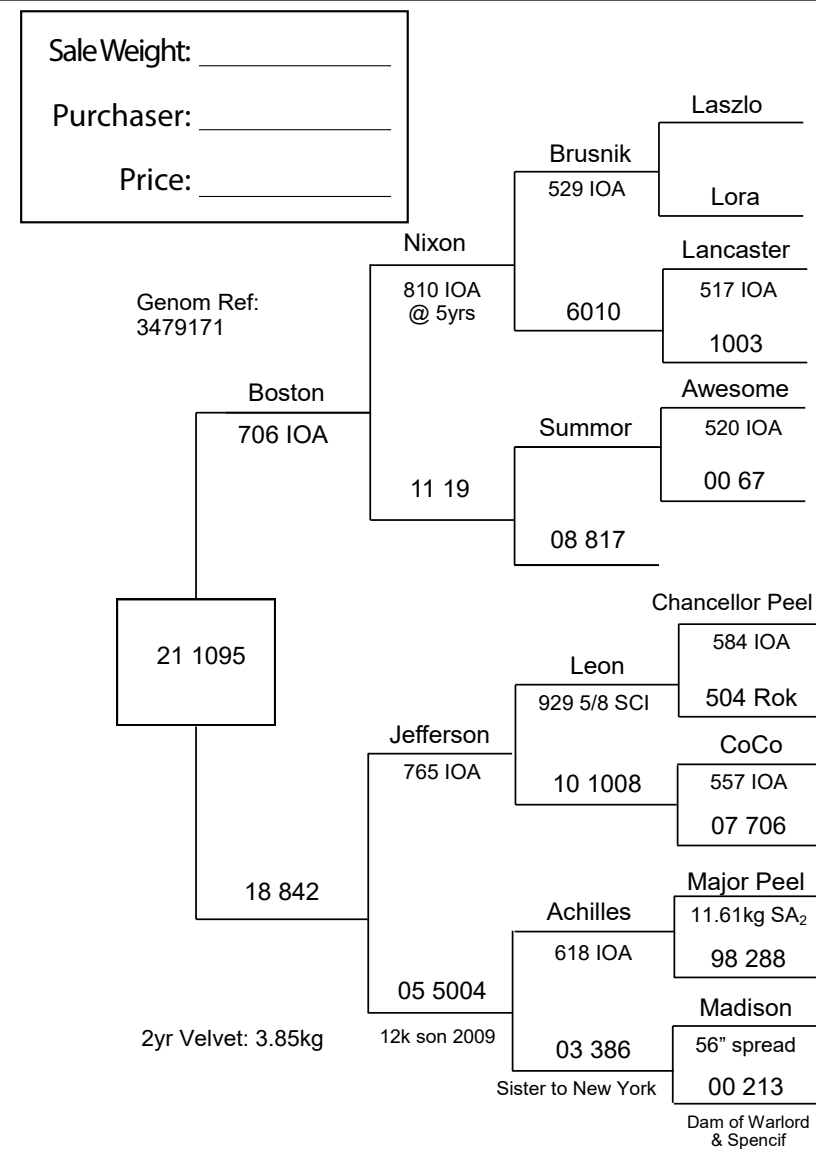 Sale Weight:
Purchaser:
Price:
Genom Ref:
3479171
21 1095
2yr Velvet: 3.85kg
Boston
706 IOA
18 842
Nixon
810 IOA
@ 5yrs
11 19
Jefferson
765 IOA
05 5004
12k son 2009
Brusnik
529 IOA
6010
Summor
08 817
Leon
929 5/8 SCI
10 1008
Achilles
618 IOA
03 386
Sister to New York
Laszlo
Lora
Lancaster
517 IOA
1003
Awesome
520 IOA
00 67
Chancellor Peel
584 IOA
504 Rok
CoCo
557 IOA
07 706
Major Peel
11.61kg SA₂
98 288
Madison
56” spread
00 213
Dam of Warlord
& Spencif